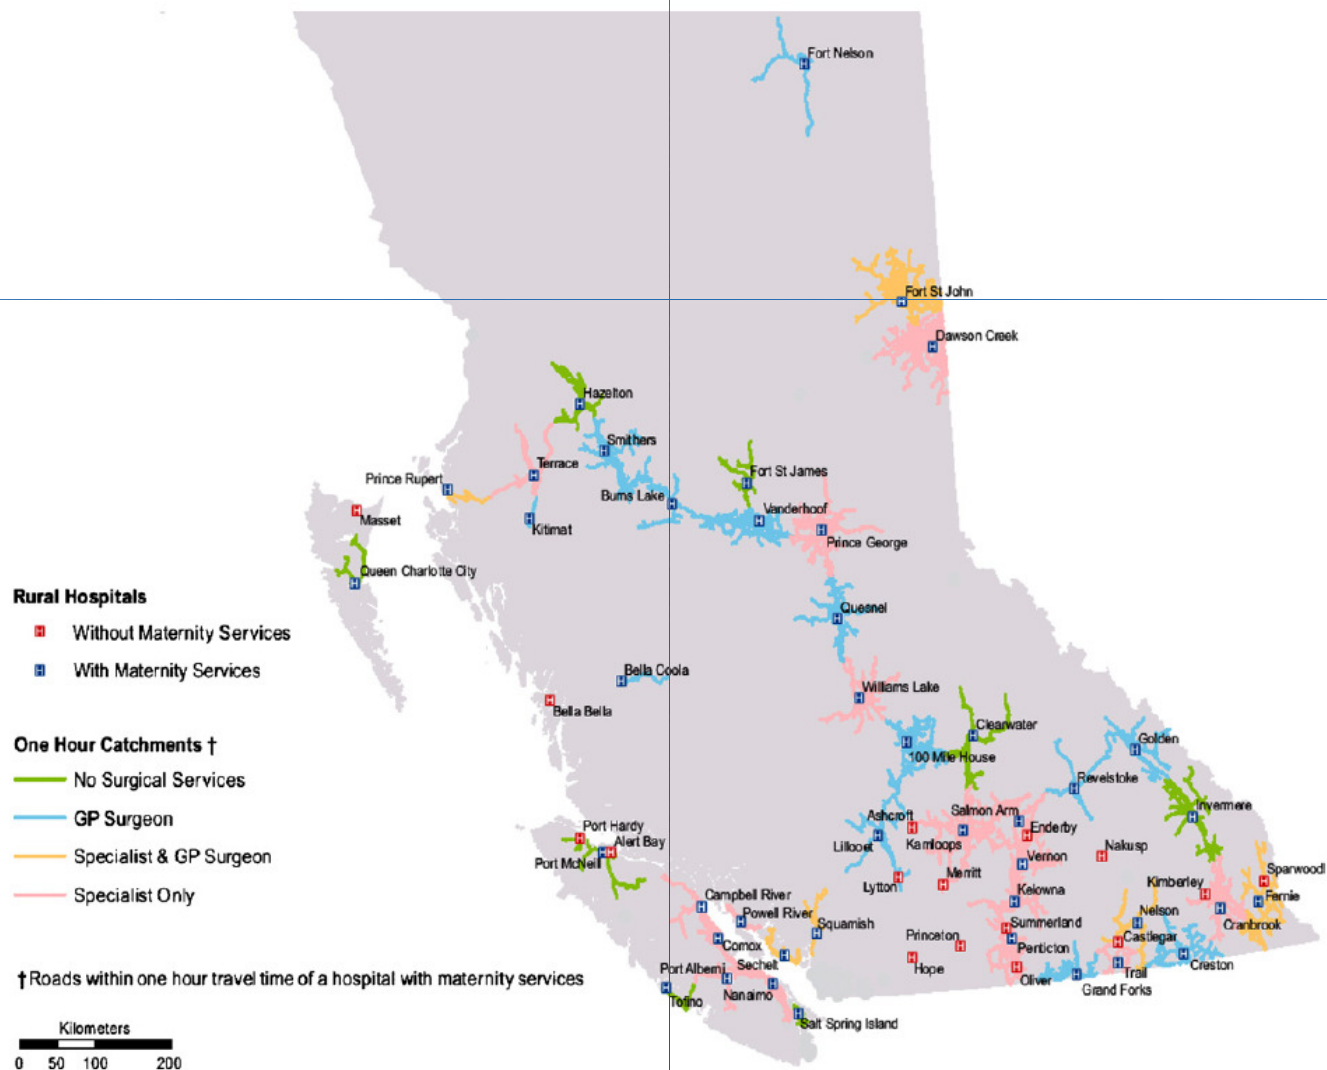 Fort Nelson
Fort St John
Dawson Creek
Hazelton
Smithers
Terrace
Fort St James
Prince Rupert
Burns Lake
Vanderhoof
Masset
Kitimat
Prince George
Queen Charlotte City
Rural Hospitals
H Without Maternity Services
H With Maternity Services
Quesnel
Bella Coola
Williams Lake
Bella Bella
Clearwater
Golden
One Hour Catchments †
100 Mile House
No Surgical Services
Revelstoke
GP Surgeon
Invermere
Specialist & GP Surgeon
Specialist Only
Port Hardy
Alert Bay
Port McNeill
Ashcroft
Salmon Arm
Enderby
Lillooet
Kamloops
Nakusp
Vernon
Sparwood
Lytton
Merritt
Kimberley
Campbell River
Kelowna
Fernie
Powell River
Nelson
Squamish
Summerland
Cranbrook
Comox
Princeton
Castlegar
Penticton
Port Alberni
Sechelt
Hope
Trail
Creston
Oliver
Grand Forks
Tofino
Nanaimo
Salt Spring Island
† Roads within one hour travel time of a hospital with maternity services
Kilometers
0 50 100 200